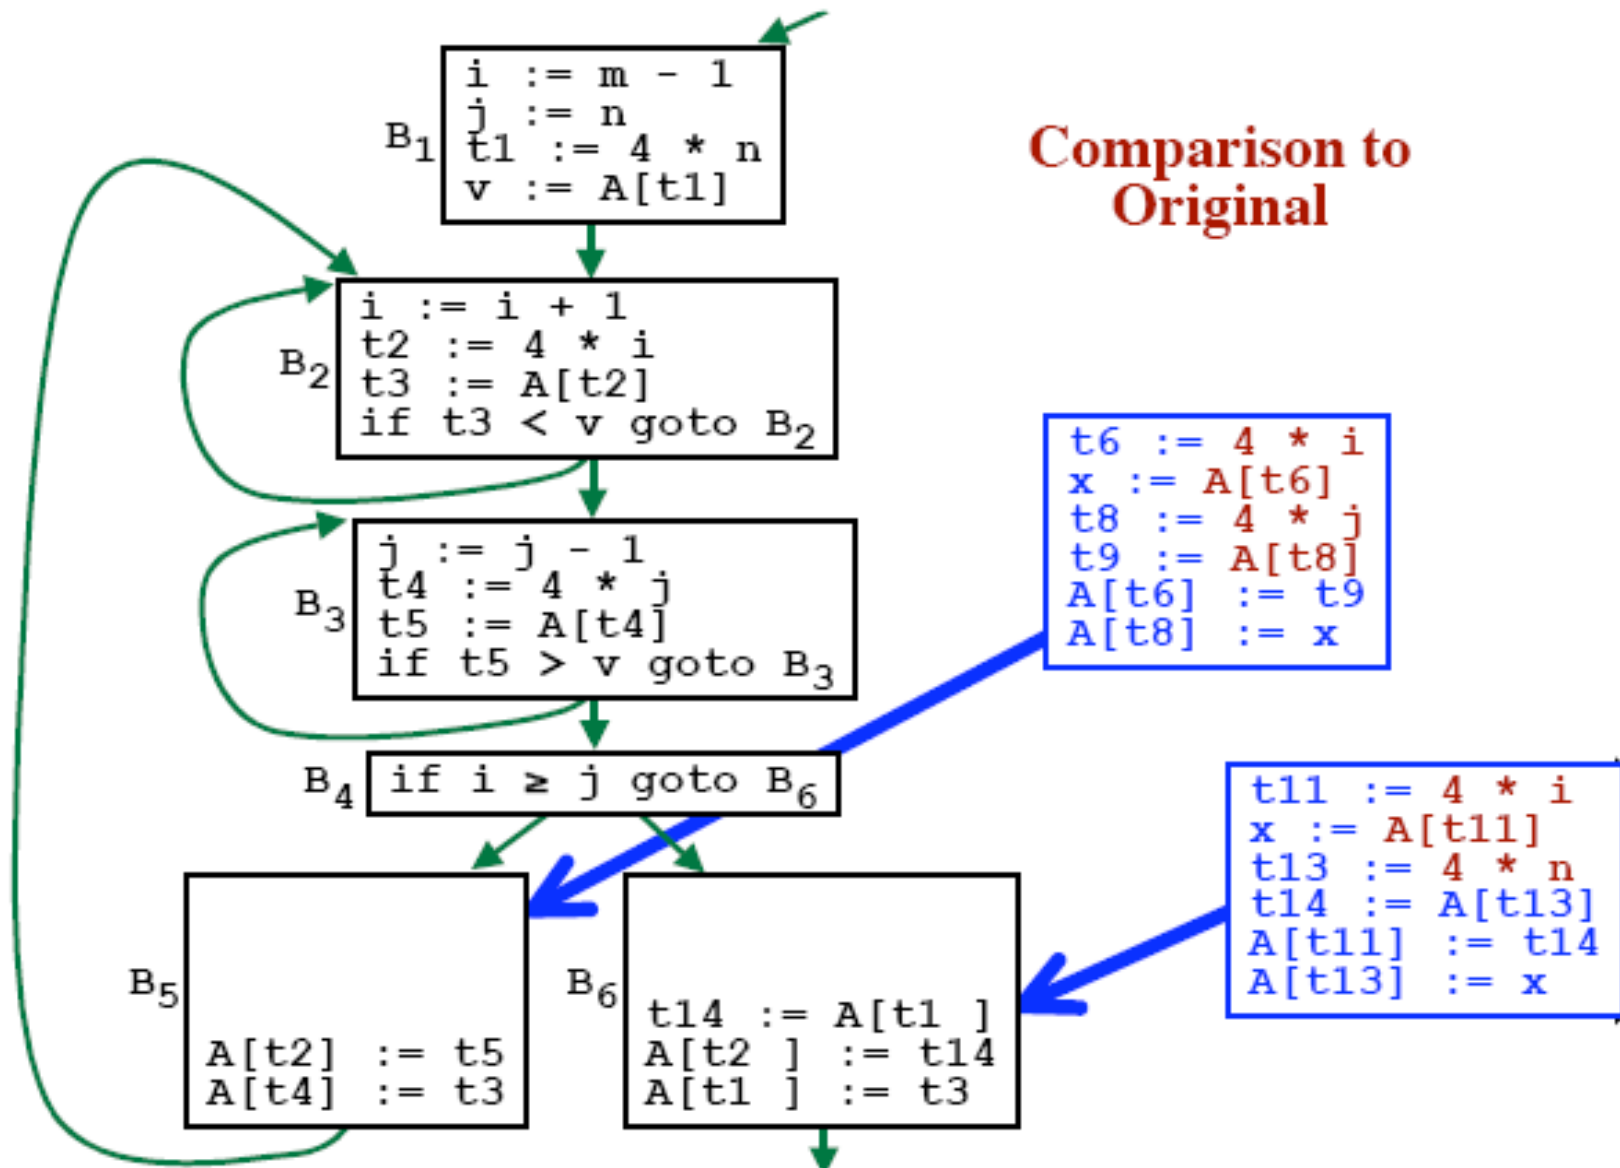 i := m - 1
j := n
B1
t1 := 4 * n
v := A[t1]
Comparison to
Original
i := i + 1
t2 := 4 * i
B2
t3 := A[t2]
if t3 < v goto B2
j := j - 1
t4 := 4 * j
B3
t5 := A[t4]
if t5 > v goto B3
t6 := 4 * i
x := A[t6]
t8 := 4 * j
t9 := A[t8]
A[t6] := t9
A[t8] := x
B4
if i ≥ j goto B6
t11 := 4 * i
x := A[t11]
t13 := 4 * n
t14 := A[t13]
A[t11] := t14
A[t13] := x
B5
A[t2] := t5
A[t4] := t3
B6
t14 := A[t1 ]
A[t2 ] := t14
A[t1 ] := t3